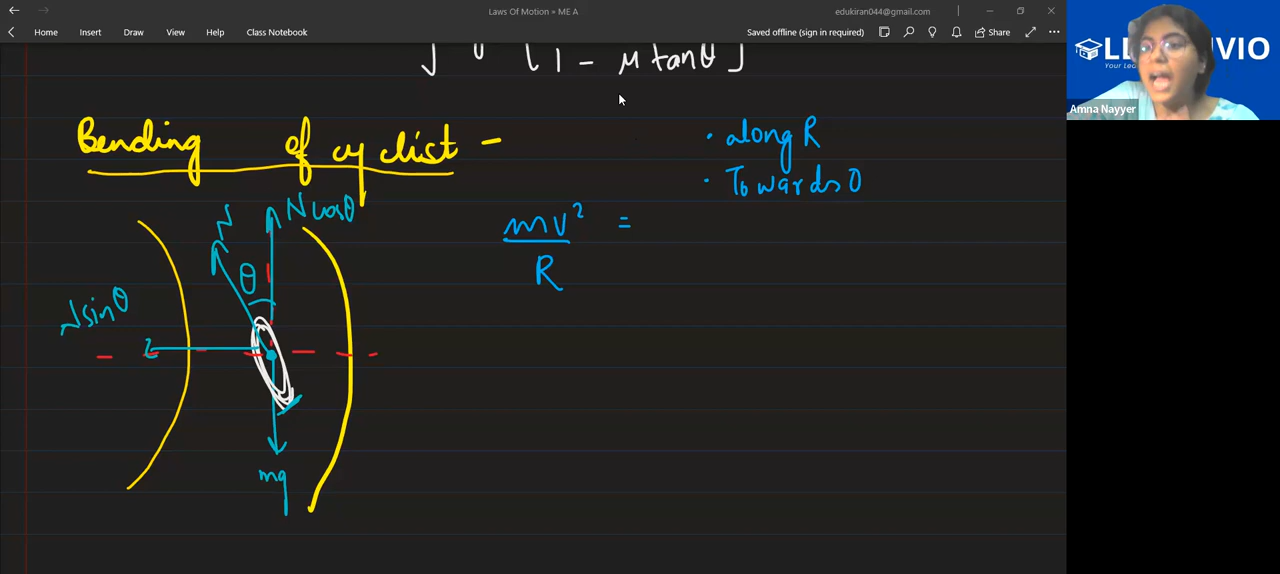 Laws Of Motion » ME A
edukiran044@gmail.com
Home Insert Draw View Help Class Notebook
Saved offline (sign in required)
Share
[ 1 - μ tanθ ]
Bending of cyclist -
• along R
• Towards O
N
N cosθ
θ
N sinθ
mg
mv² =
R
VIO
Your
Amna Nayyer